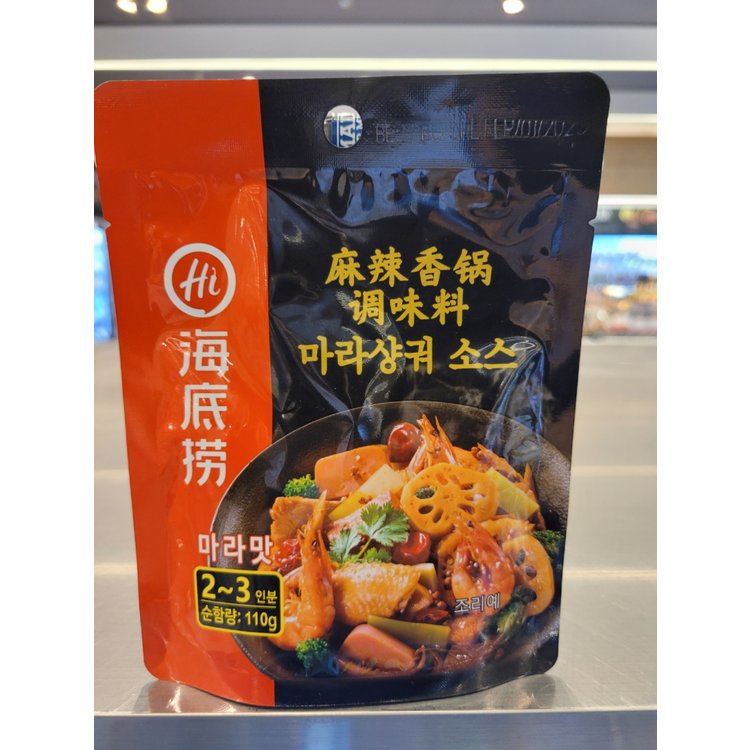 Hi
海底捞
麻辣香锅
调味料
마라샹궈 소스
마라맛
2~3 인분
순함량: 110g
조리예